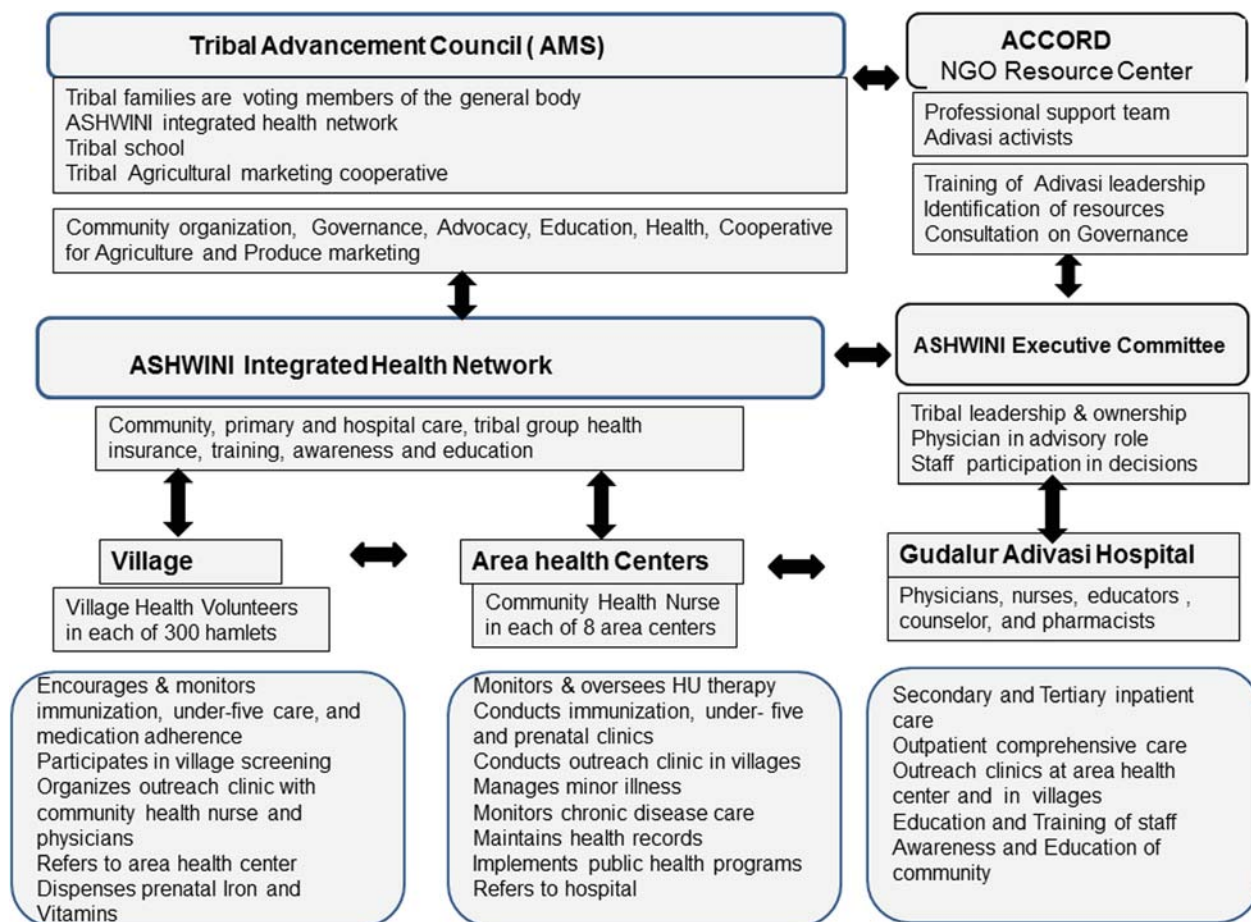 Tribal Advancement Council ( AMS)
Tribal families are voting members of the general body
ASHWINI integrated health network
Tribal school
Tribal Agricultural marketing cooperative
Community organization, Governance, Advocacy, Education, Health, Cooperative
for Agriculture and Produce marketing
ACCORD
NGO Resource Center
Professional support team
Adivasi activists
Training of Adivasi leadership
Identification of resources
Consultation on Governance
ASHWINI Integrated Health Network
Community, primary and hospital care, tribal group health
insurance, training, awareness and education
ASHWINI Executive Committee
Tribal leadership & ownership
Physician in advisory role
Staff participation in decisions
Village
Village Health Volunteers
in each of 300 hamlets
Encourages & monitors
immunization, under-five care, and
medication adherence
Participates in village screening
Organizes outreach clinic with
community health nurse and
physicians
Refers to area health center
Dispenses prenatal Iron and
Vitamins
Area health Centers
Community Health Nurse
in each of 8 area centers
Monitors & oversees HU therapy
Conducts immunization, under- five
and prenatal clinics
Conducts outreach clinic in villages
Manages minor illness
Monitors chronic disease care
Maintains health records
Implements public health programs
Refers to hospital
Gudalur Adivasi Hospital
Physicians, nurses, educators ,
counselor, and pharmacists
Secondary and Tertiary inpatient
care
Outpatient comprehensive care
Outreach clinics at area health
center and in villages
Education and Training of staff
Awareness and Education of
community